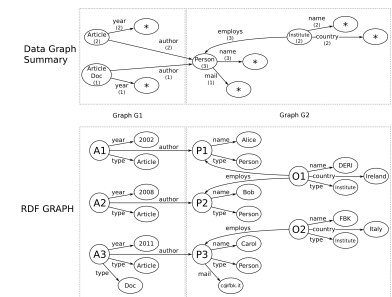 Data Graph
Summary
Article
(2)
year
(2)
*
author
(2)
Article
Doc
(1)
author
(1)
year
(1)
*
Person
(3)
employs
(3)
name
(3)
*
mail
(1)
*
Institute
(2)
name
(2)
*
country
(2)
*
Graph G1
Graph G2
RDF GRAPH
A1
year
2002
author
type
Article
P1
name
Alice
type
Person
employs
O1
name
DERI
country
Ireland
type
Institute
A2
year
2008
author
type
Article
P2
name
Bob
type
Person
employs
O2
name
FBK
country
Italy
type
Institute
A3
year
2011
author
type
Article
type
Doc
P3
name
Carol
type
Person
mail
c@fbk.it